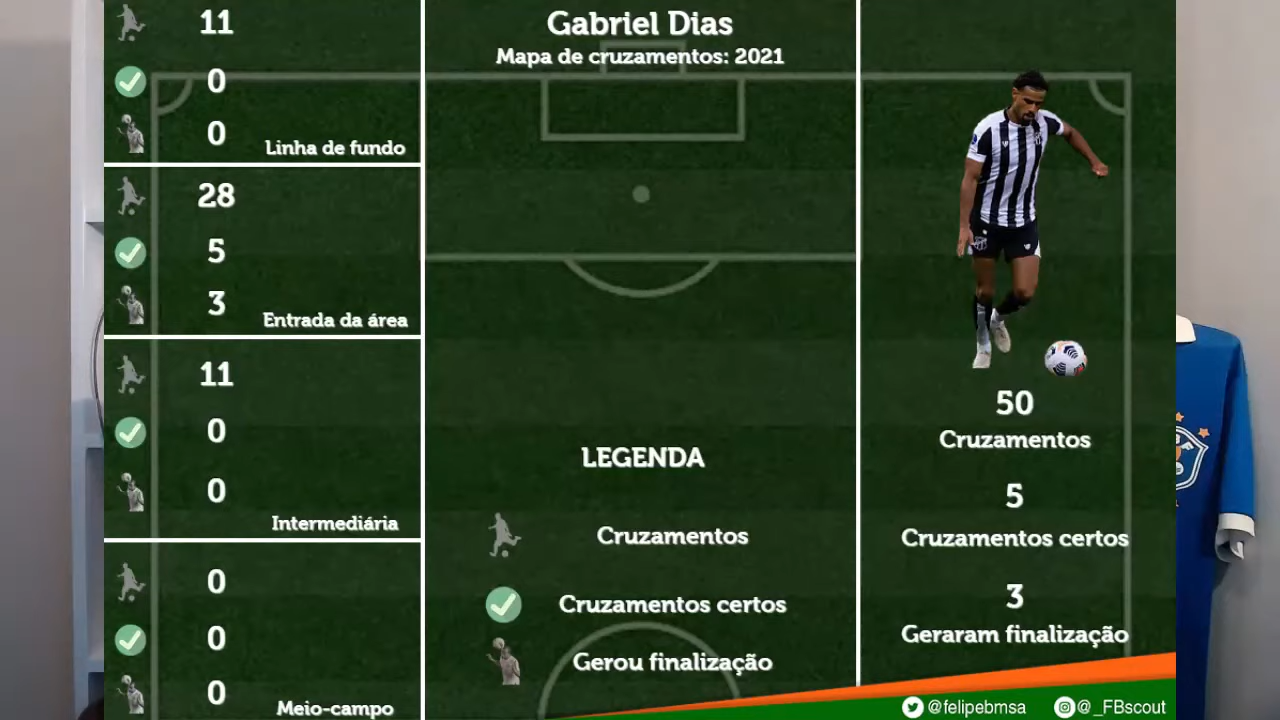 Gabriel Dias
Mapa de cruzamentos: 2021
11
0
0
Linha de fundo
28
5
3
Entrada da área
11
0
0
Intermediária
0
0
0
Meio-campo
LEGENDA
Cruzamentos
Cruzamentos certos
Gerou finalização
50
Cruzamentos
5
Cruzamentos certos
3
Geraram finalização
@felipebmsa
@_FBscout